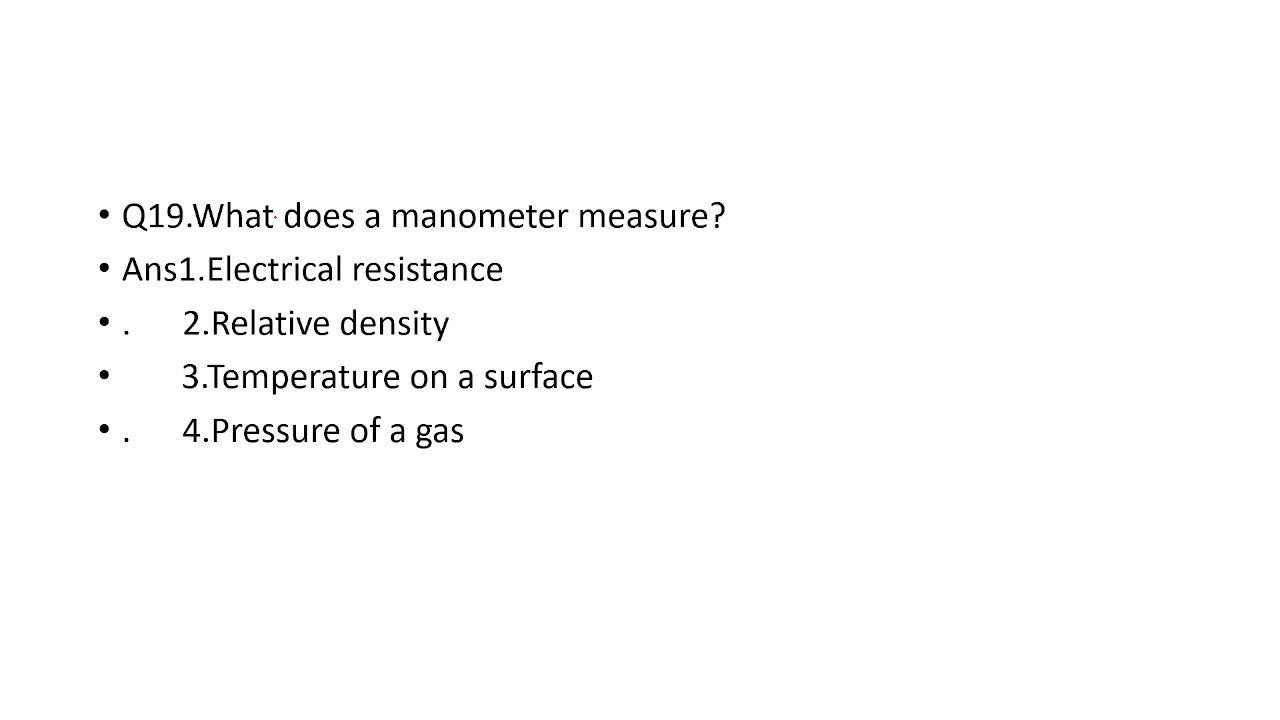 • Q19.What does a manometer measure?
• Ans1.Electrical resistance
• .      2.Relative density
•        3.Temperature on a surface
• .      4.Pressure of a gas